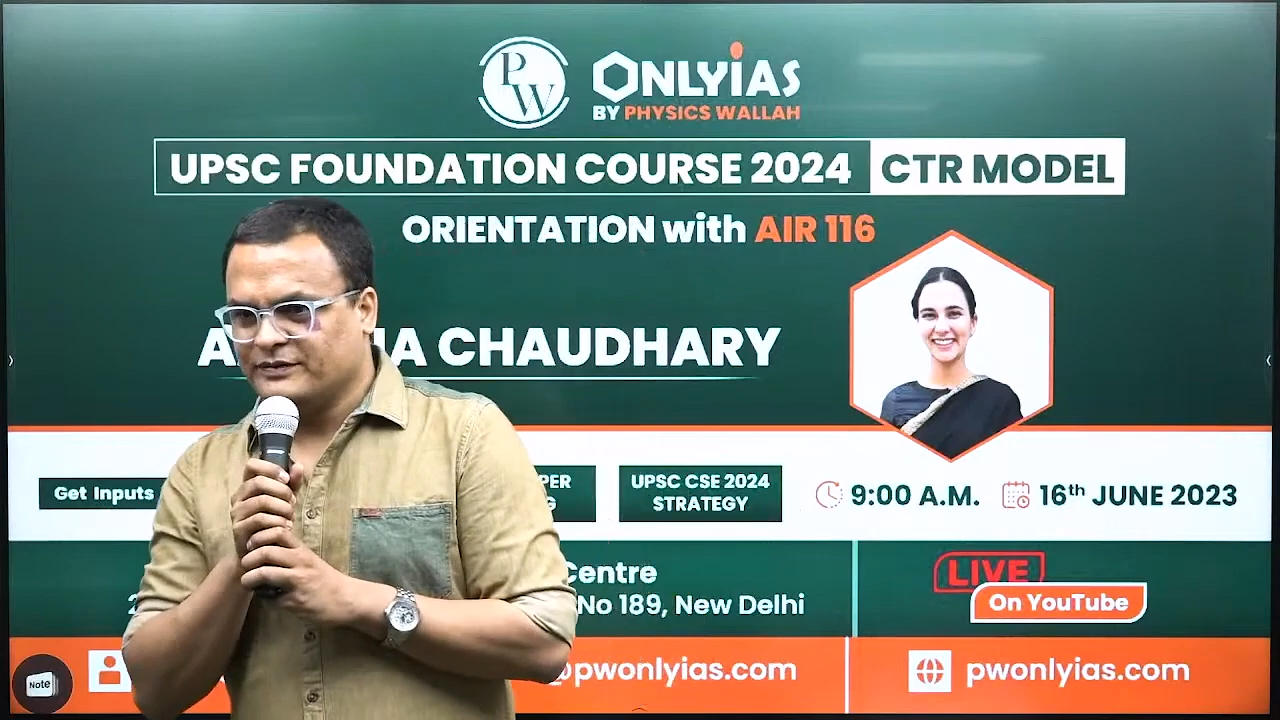 PW
ONLYIAS
BY PHYSICS WALLAH
UPSC FOUNDATION COURSE 2024 CTR MODEL
ORIENTATION with AIR 116
CHAUDHARY
Get Inputs
UPSC CSE 2024
STRATEGY
9:00 A.M.
16th JUNE 2023
Centre
No 189, New Delhi
LIVE
On YouTube
@pwonlyias.com
pwonlyias.com
Note